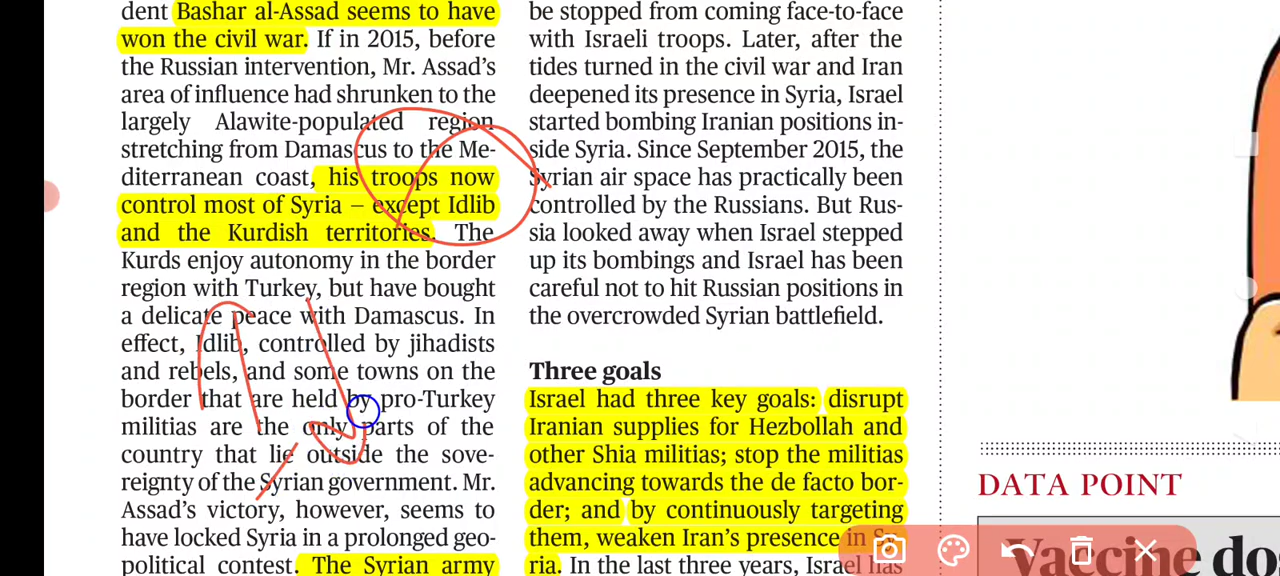 dent Bashar al-Assad seems to have
won the civil war. If in 2015, before
the Russian intervention, Mr. Assad's
area of influence had shrunken to the
largely Alawite-populated region
stretching from Damascus to the Me-
diterranean coast, his troops now
control most of Syria – except Idlib
and the Kurdish territories. The
Kurds enjoy autonomy in the border
region with Turkey, but have bought
a delicate peace with Damascus. In
effect, Idlib, controlled by jihadists
and rebels, and some towns on the
border that are held by pro-Turkey
militias are the only parts of the
country that lie outside the sove-
reignty of the Syrian government. Mr.
Assad's victory, however, seems to
have locked Syria in a prolonged geo-
political contest. The Syrian army
be stopped from coming face-to-face
with Israeli troops. Later, after the
tides turned in the civil war and Iran
deepened its presence in Syria, Israel
started bombing Iranian positions in-
side Syria. Since September 2015, the
Syrian air space has practically been
controlled by the Russians. But Rus-
sia looked away when Israel stepped
up its bombings and Israel has been
careful not to hit Russian positions in
the overcrowded Syrian battlefield.
Three goals
Israel had three key goals: disrupt
Iranian supplies for Hezbollah and
other Shia militias; stop the militias
advancing towards the de facto bor-
der; and by continuously targeting
them, weaken Iran's presence in Sy-
ria. In the last three years, Israel has
DATA POINT
Vaccine do